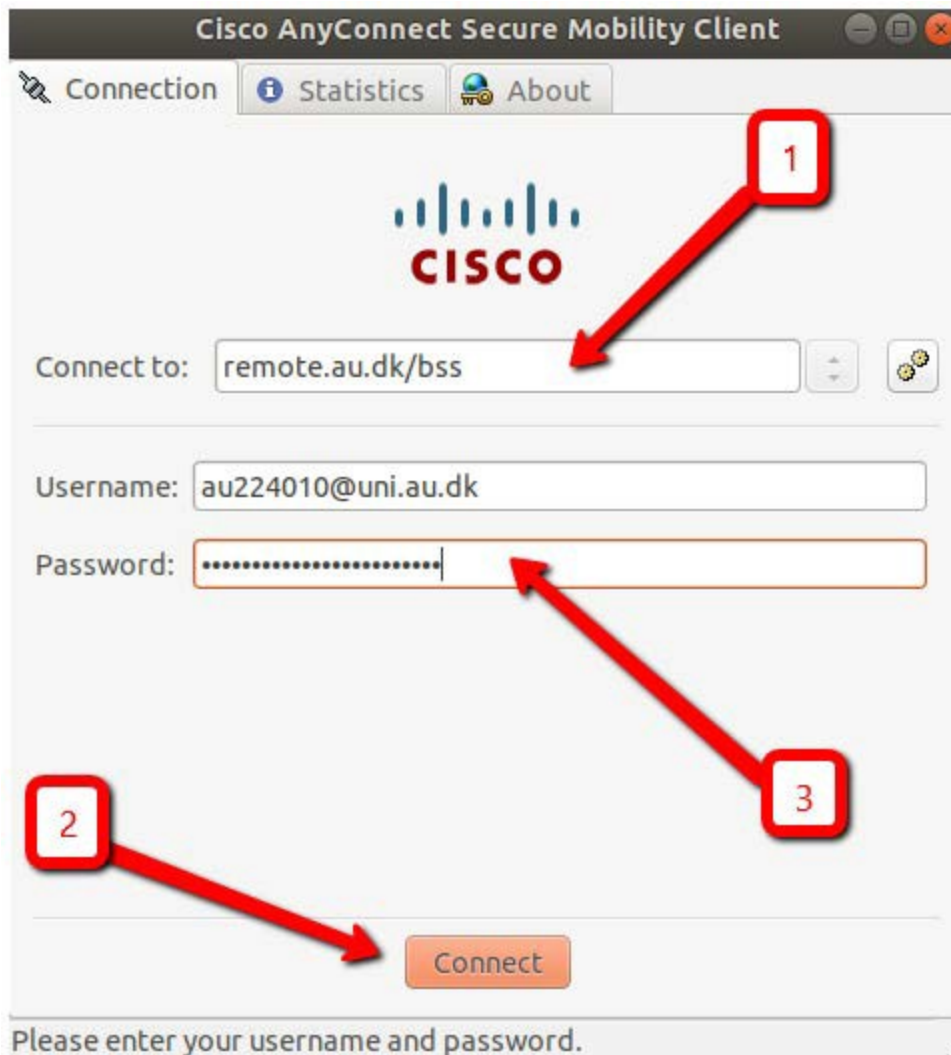 Cisco AnyConnect Secure Mobility Client
Connection Statistics About
1
CISCO
Connect to: remote.au.dk/bss
Username: au224010@uni.au.dk
Password: ••••••••••••••••••••••••
3
2
Connect
Please enter your username and password.